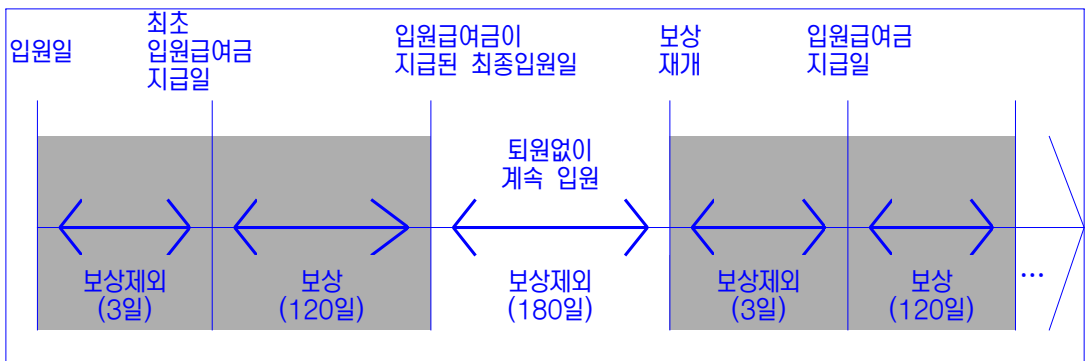 입원일
최초
입원급여금
지급일
입원급여금이
지급된 최종입원일
보상
재개
입원급여금
지급일
퇴원없이
계속 입원
보상제외
(3일)
보상
(120일)
보상제외
(180일)
보상제외
(3일)
보상
(120일)
…